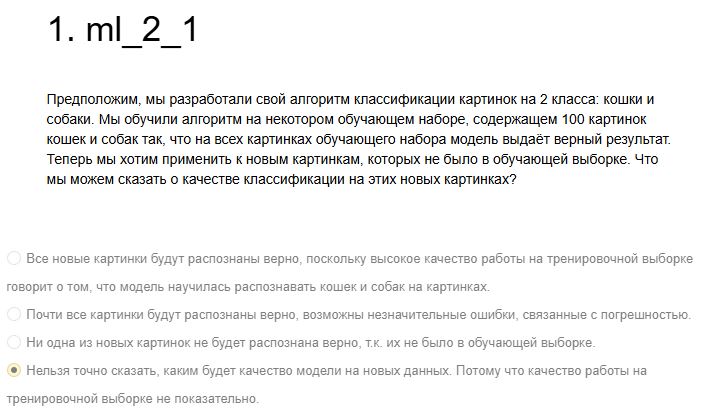 1. ml_2_1
Предположим, мы разработали свой алгоритм классификации картинок на 2 класса: кошки и
собаки. Мы обучили алгоритм на некотором обучающем наборе, содержащем 100 картинок
кошек и собак так, что на всех картинках обучающего набора модель выдаёт верный результат.
Теперь мы хотим применить к новым картинкам, которых не было в обучающей выборке. Что
мы можем сказать о качестве классификации на этих новых картинках?
Все новые картинки будут распознаны верно, поскольку высокое качество работы на тренировочной выборке
говорит о том, что модель научилась распознавать кошек и собак на картинках.
Почти все картинки будут распознаны верно, возможны незначительные ошибки, связанные с погрешностью.
Ни одна из новых картинок не будет распознана верно, т.к. их не было в обучающей выборке.
Нельзя точно сказать, каким будет качество модели на новых данных. Потому что качество работы на
тренировочной выборке не показательно.